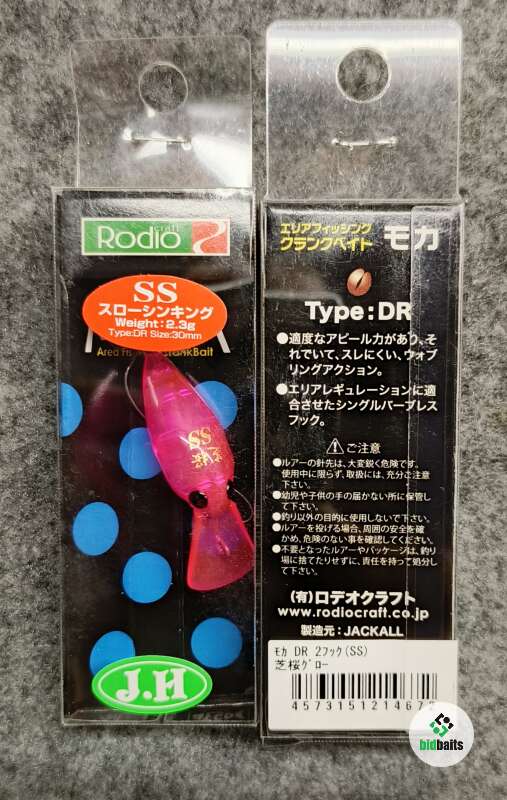 Rodio craft
SS
スローシンキング
Weight:2.3g
Type:DR Size:30mm
Area Fis
rankBait
SS
芝桜
J.H
エリアフィッシング
クランクベイト モカ
Type:DR
●適度なアピール力があり、そ
れでいて、スレにくい、ウォブ
リングアクション。
●エリアレギュレーションに適
合させたシングルバーブレス
フック。
ご注意
●ルアーの針先は、大変鋭く危険です。
使用中に限らず、取扱には、充分ご注意
下さい。
●幼児や子供の手の届かない所に保管し
て下さい。
●釣り以外の目的に使用しないで下さい。
●ルアーを投げる場合、周囲の安全を確
かめ、危険のない事を確認してください。
●不要となったルアーやパッケージは、釣り
場に捨てたりせずに、責任を持って処分し
て下さい。
(有)ロデオクラフト
www.rodiocraft.co.jp
製造元:JACKALL
ﾓｶ DR 2フック(SS)
芝桜ｸﾞﾛｰ
457315121467
bidbaits